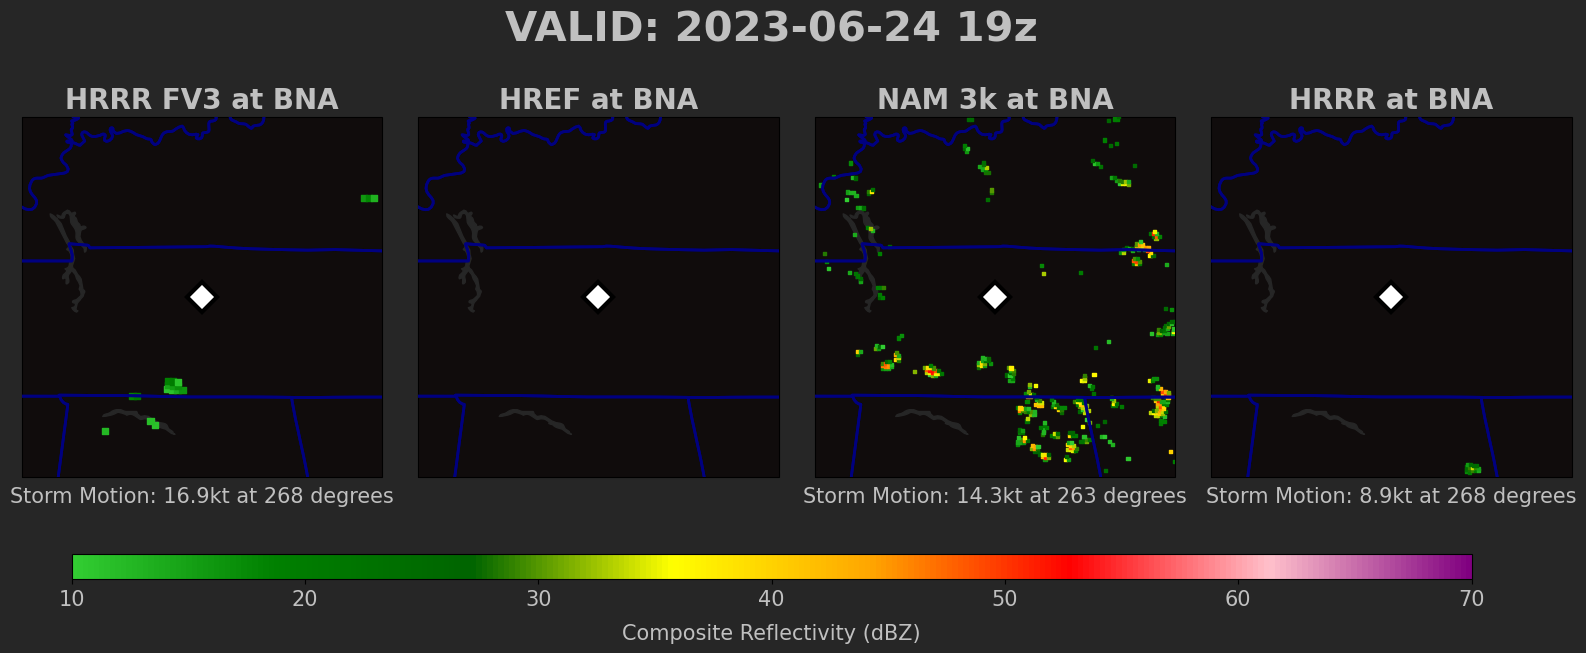 VALID: 2023-06-24 19z
HRRR FV3 at BNA
HREF at BNA
NAM 3k at BNA
HRRR at BNA
Storm Motion: 16.9kt at 268 degrees
Storm Motion: 14.3kt at 263 degrees
Storm Motion: 8.9kt at 268 degrees
10 20 30 40 50 60 70
Composite Reflectivity (dBZ)